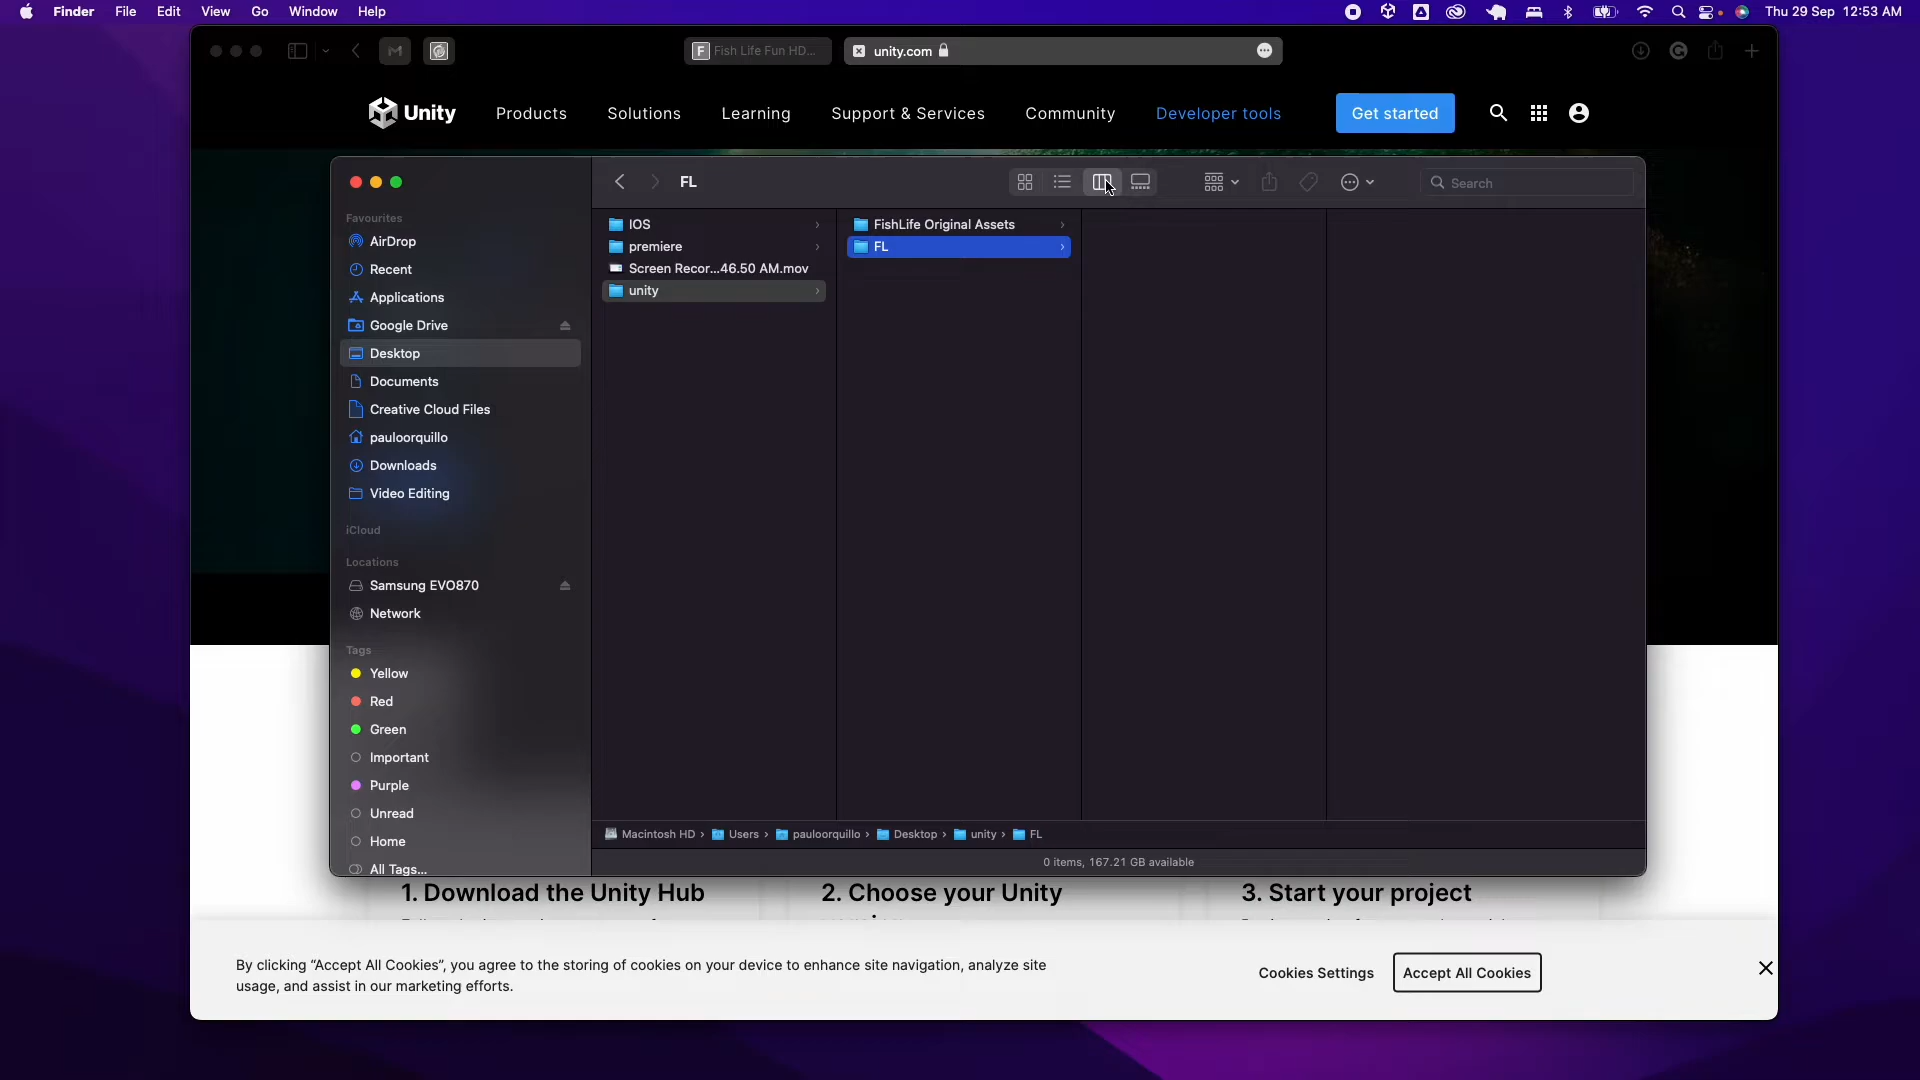 Finder File Edit View Go Window Help Thu 29 Sep 12:53 AM
Fish Life Fun HD... unity.com
Unity Products Solutions Learning Support & Services Community Developer tools Get started
FL Search
Favourites
AirDrop
Recent
Applications
Google Drive
Desktop
Documents
Creative Cloud Files
pauloorquillo
Downloads
Video Editing
iCloud
Locations
Samsung EVO870
Network
Tags
Yellow
Red
Green
Important
Purple
Unread
Home
All Tags...
IOS
premiere
Screen Recor...46.50 AM.mov
unity
FishLife Original Assets
FL
Macintosh HD › Users › pauloorquillo › Desktop › unity › FL
0 items, 167.21 GB available
1. Download the Unity Hub
2. Choose your Unity
3. Start your project
By clicking “Accept All Cookies”, you agree to the storing of cookies on your device to enhance site navigation, analyze site
usage, and assist in our marketing efforts.
Cookies Settings
Accept All Cookies